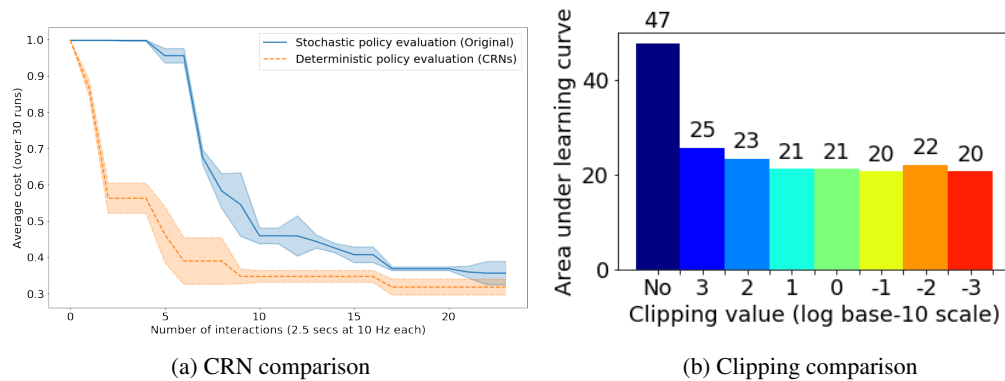 Average cost (over 30 runs)
1.0
0.9
0.8
0.7
0.6
0.5
0.4
0.3
Stochastic policy evaluation (Original)
Deterministic policy evaluation (CRNs)
0 5 10 15 20
Number of interactions (2.5 secs at 10 Hz each)
(a) CRN comparison
Area under learning curve
40
20
0
47
25
23
21
21
20
22
20
No 3 2 1 0 -1 -2 -3
Clipping value (log base-10 scale)
(b) Clipping comparison